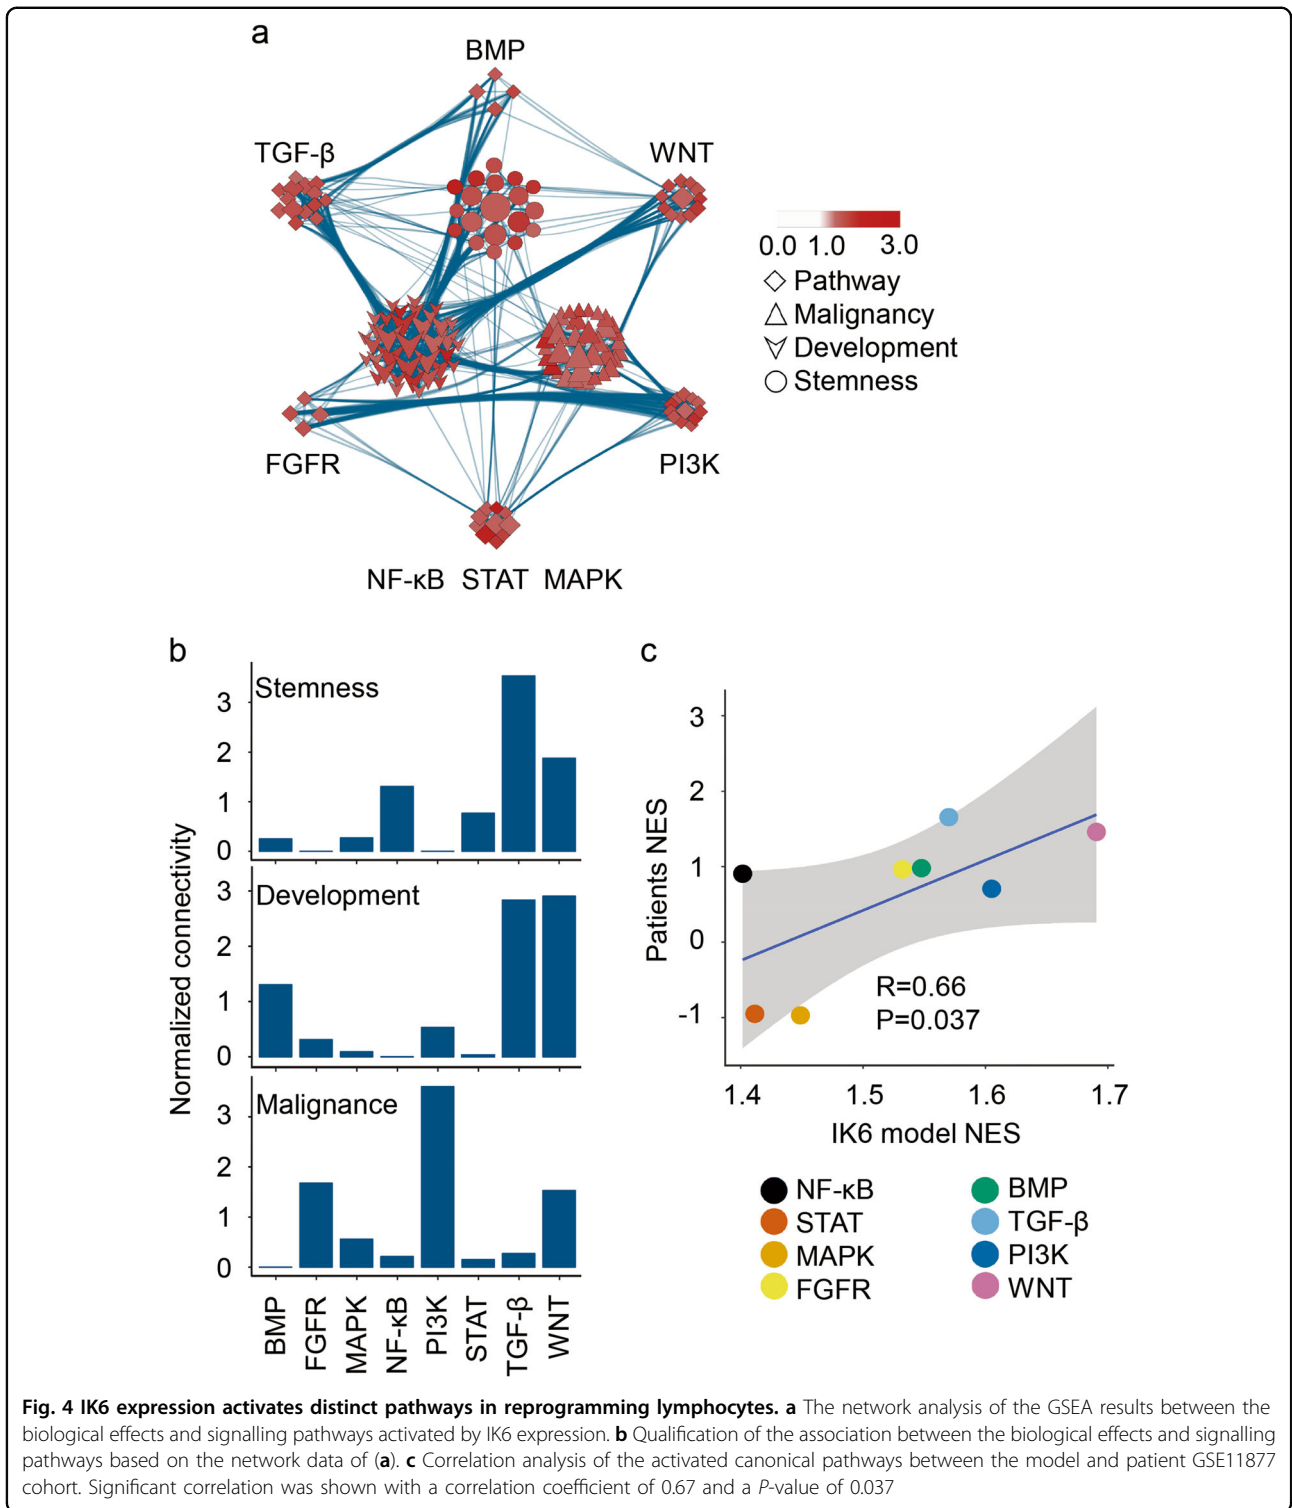 a
BMP
TGF-β
WNT
0.0 1.0 3.0
Pathway
Malignancy
Development
Stemness
FGFR
PI3K
NF-κB STAT MAPK
b
Normalized connectivity
Stemness
3
2
1
0
Development
3
2
1
0
Malignance
3
2
1
0
BMP
FGFR
MAPK
NF-κB
PI3K
STAT
TGF-β
WNT
c
Patients NES
3
2
1
0
-1
R=0.66
P=0.037
1.4 1.5 1.6 1.7
IK6 model NES
NF-κB
STAT
MAPK
FGFR
BMP
TGF-β
PI3K
WNT
Fig. 4 IK6 expression activates distinct pathways in reprogramming lymphocytes. a The network analysis of the GSEA results between the
biological effects and signalling pathways activated by IK6 expression. b Qualification of the association between the biological effects and signalling
pathways based on the network data of (a). c Correlation analysis of the activated canonical pathways between the model and patient GSE11877
cohort. Significant correlation was shown with a correlation coefficient of 0.67 and a P-value of 0.037